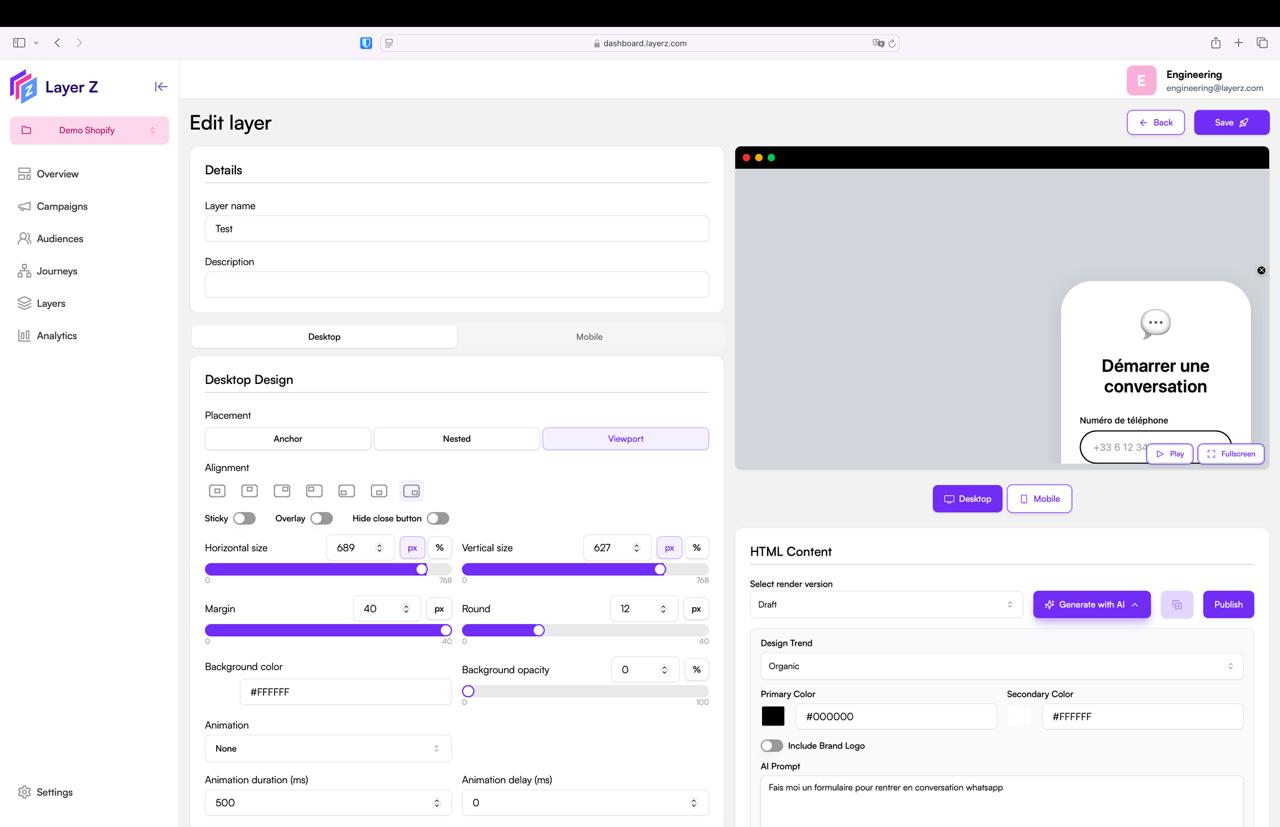 dashboard.layerz.com
Layer Z
E
Engineering
engineering@layerz.com
Demo Shopify
Overview
Campaigns
Audiences
Journeys
Layers
Analytics
Settings
Edit layer
Back
Save
Details
Layer name
Test
Description
Desktop
Mobile
Desktop Design
Placement
Anchor
Nested
Viewport
Alignment
Sticky
Overlay
Hide close button
Horizontal size
689
px
%
0
768
Vertical size
627
px
%
0
768
Margin
40
px
0
40
Round
12
px
0
40
Background color
#FFFFFF
Background opacity
0
%
0
100
Animation
None
Animation duration (ms)
500
Animation delay (ms)
0
Démarrer une
conversation
Numéro de téléphone
+33 6 12 34
Play
Fullscreen
Desktop
Mobile
HTML Content
Select render version
Draft
Generate with AI
Publish
Design Trend
Organic
Primary Color
#000000
Secondary Color
#FFFFFF
Include Brand Logo
AI Prompt
Fais moi un formulaire pour rentrer en conversation whatsapp